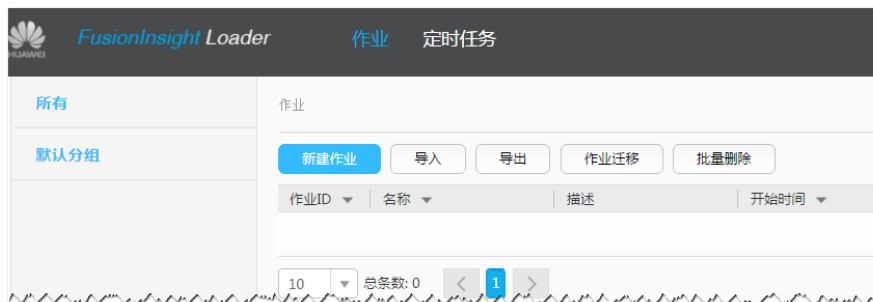 HUAWEI FusionInsight Loader 作业 定时任务
所有
默认分组
作业
新建作业 导入 导出 作业迁移 批量删除
作业ID 名称 描述 开始时间
10 总条数: 0 < 1 >